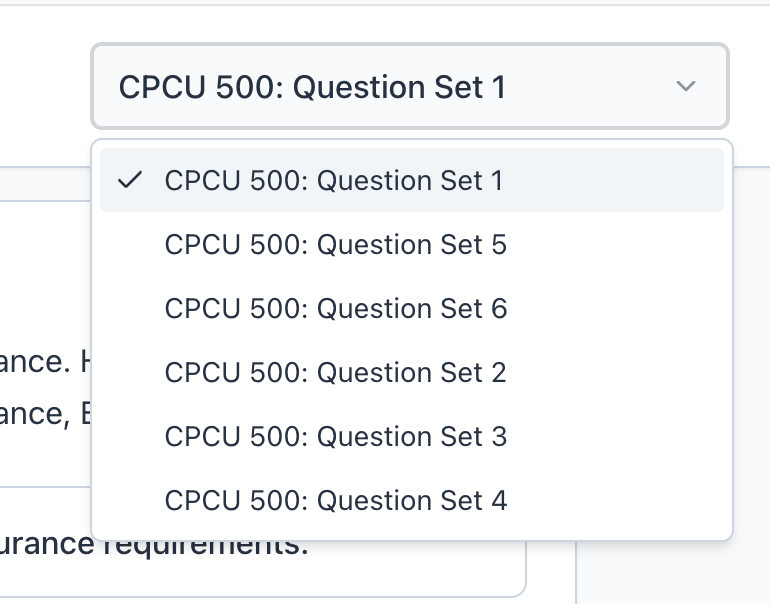 CPCU 500: Question Set 1
CPCU 500: Question Set 1
CPCU 500: Question Set 5
CPCU 500: Question Set 6
ance. H
CPCU 500: Question Set 2
ance, E
CPCU 500: Question Set 3
CPCU 500: Question Set 4
urance requirements.